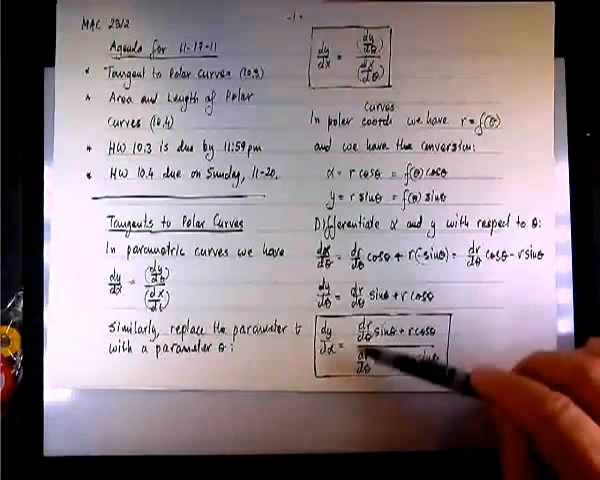 MAC 2312
-1-
Agenda for 11-17-11
* Tangent to Polar Curves (10.3)
* Area and Length of Polar
Curves (10.4)
* HW 10.3 is due by 11:59pm
* HW 10.4 due on Sunday, 11-20.
Tangents to Polar Curves
In parametric curves we have
dy/dx = (dy/dt)/(dx/dt)
Similarly, replace the parameter t
with a parameter θ:
dy/dx = (dy/dθ)/(dx/dθ)
Curves
In polar coords we have r = f(θ)
and we have the conversion:
x = r cosθ = f(θ) cosθ
y = r sinθ = f(θ) sinθ
Differentiate x and y with respect to θ:
dx/dθ = dr/dθ cosθ + r(-sinθ) = dr/dθ cosθ - r sinθ
dy/dθ = dr/dθ sinθ + r cosθ
dy/dx = (dr/dθ sinθ + r cosθ)/(dr/dθ sinθ)